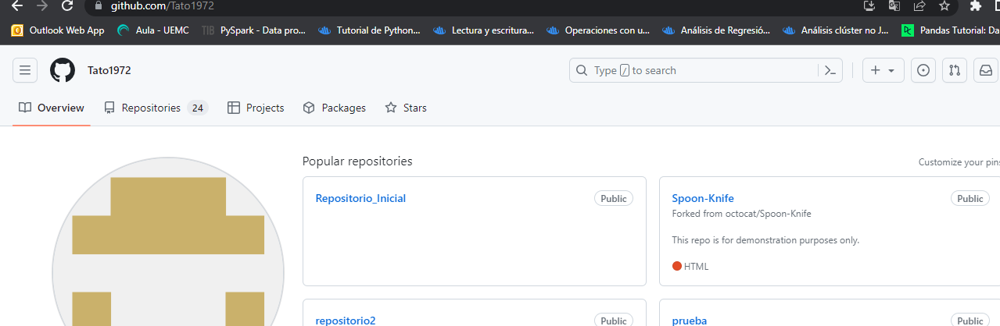 github.com/Tato1972
Outlook Web App Aula - UEMC TIB PySpark - Data pro... Tutorial de Python... Lectura y escritura... Operaciones con u... Análisis de Regresió... Análisis clúster no J... Pandas Tutorial: Da
Tato1972 Type / to search
Overview Repositories 24 Projects Packages Stars
Popular repositories Customize your pins
Repositorio_Inicial Public Spoon-Knife Public
Forked from octocat/Spoon-Knife
This repo is for demonstration purposes only.
HTML
repositorio2 Public prueba Public